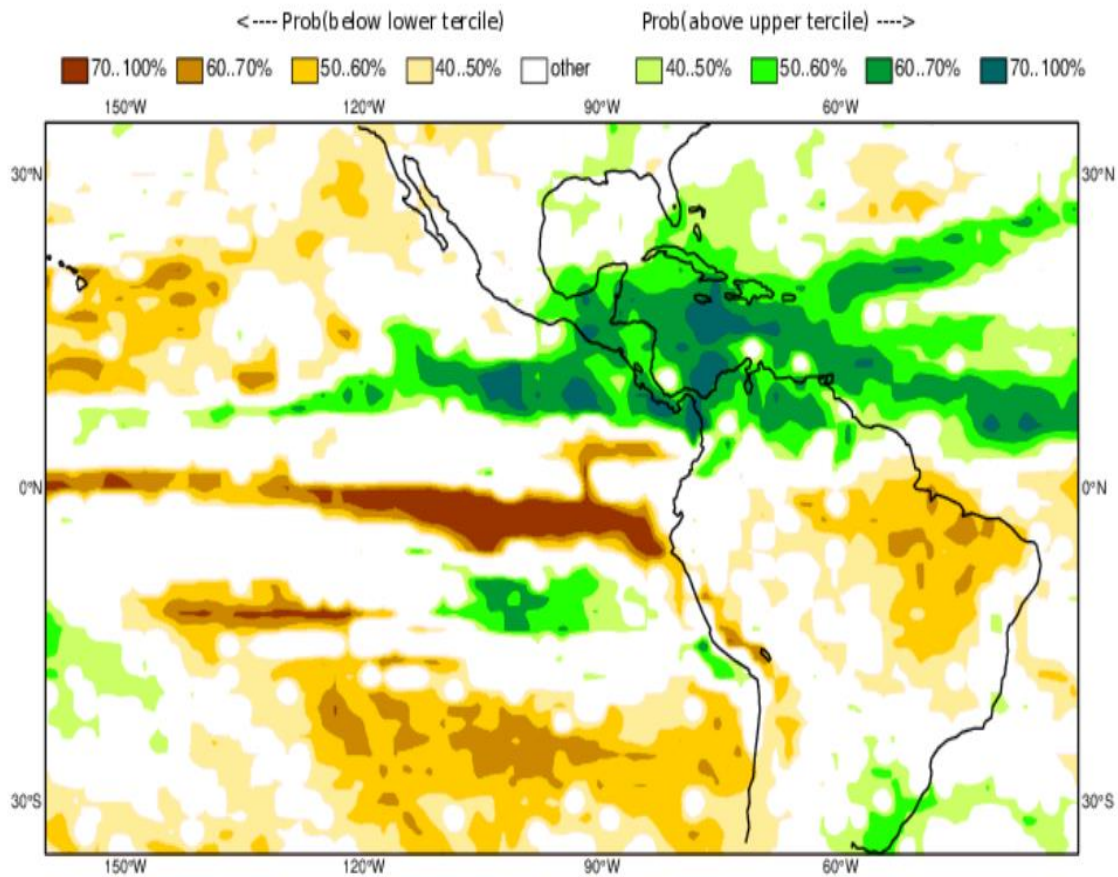 <---- Prob(below lower tercile) Prob(above upper tercile) ---->
70..100% 60..70% 50..60% 40..50% other 40..50% 50..60% 60..70% 70..100%
150°W 120°W 90°W 60°W
30°N 30°N
0°N 0°N
30°S 30°S
150°W 120°W 90°W 60°W